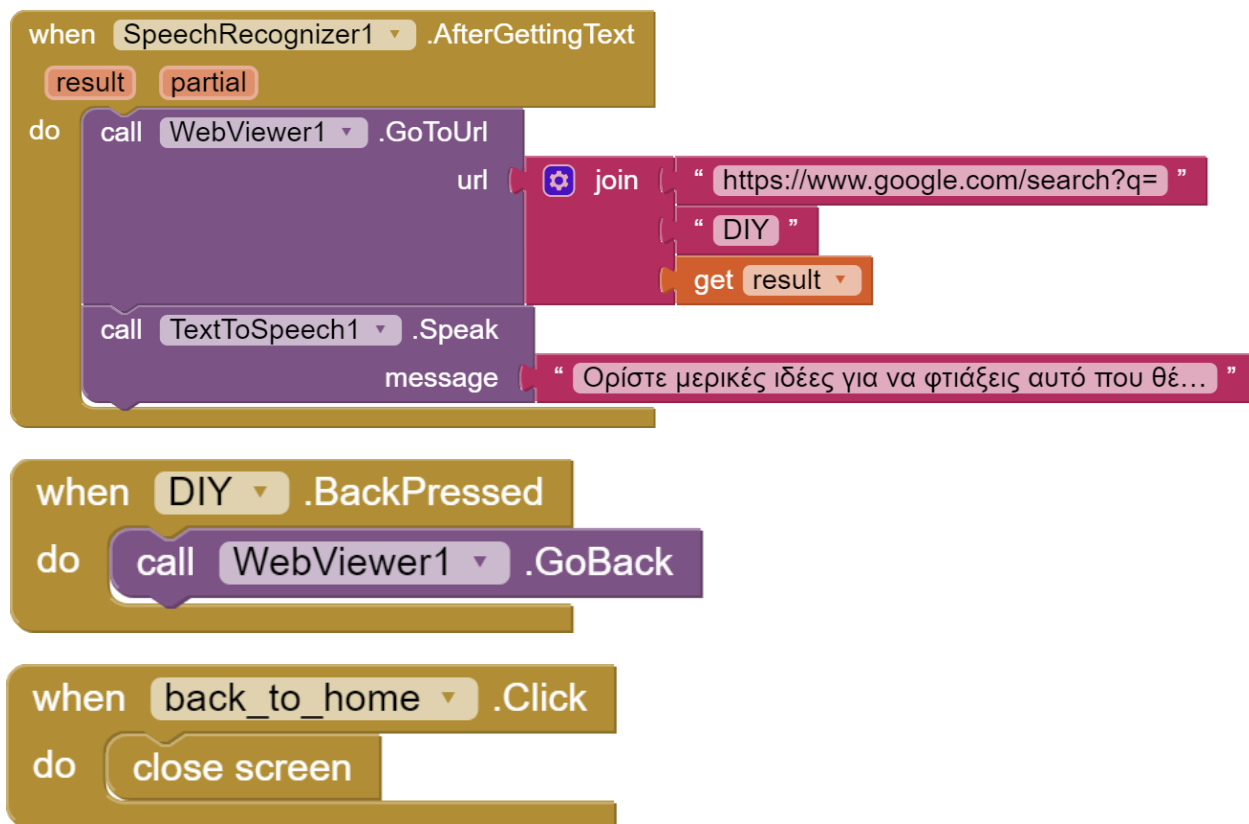 when SpeechRecognizer1 .AfterGettingText
result partial
do call WebViewer1 .GoToUrl
url join “ https://www.google.com/search?q= ”
“ DIY ”
get result
call TextToSpeech1 .Speak
message “ Ορίστε μερικές ιδέες για να φτιάξεις αυτό που θέ... ”
when DIY .BackPressed
do call WebViewer1 .GoBack
when back_to_home .Click
do close screen